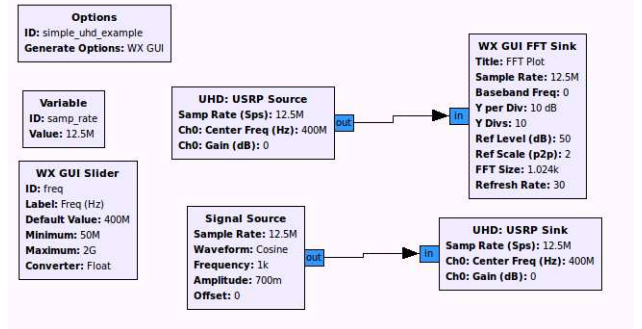 Options
ID: simple_uhd_example
Generate Options: WX GUI
Variable
ID: samp_rate
Value: 12.5M
WX GUI Slider
ID: freq
Label: Freq (Hz)
Default Value: 400M
Minimum: 50M
Maximum: 2G
Converter: Float
UHD: USRP Source
Samp Rate (Sps): 12.5M
Ch0: Center Freq (Hz): 400M
Ch0: Gain (dB): 0
out
in
WX GUI FFT Sink
Title: FFT Plot
Sample Rate: 12.5M
Baseband Freq: 0
Y per Div: 10 dB
Y Divs: 10
Ref Level (dB): 50
Ref Scale (p2p): 2
FFT Size: 1.024k
Refresh Rate: 30
Signal Source
Sample Rate: 12.5M
Waveform: Cosine
Frequency: 1k
Amplitude: 700m
Offset: 0
out
in
UHD: USRP Sink
Samp Rate (Sps): 12.5M
Ch0: Center Freq (Hz): 400M
Ch0: Gain (dB): 0